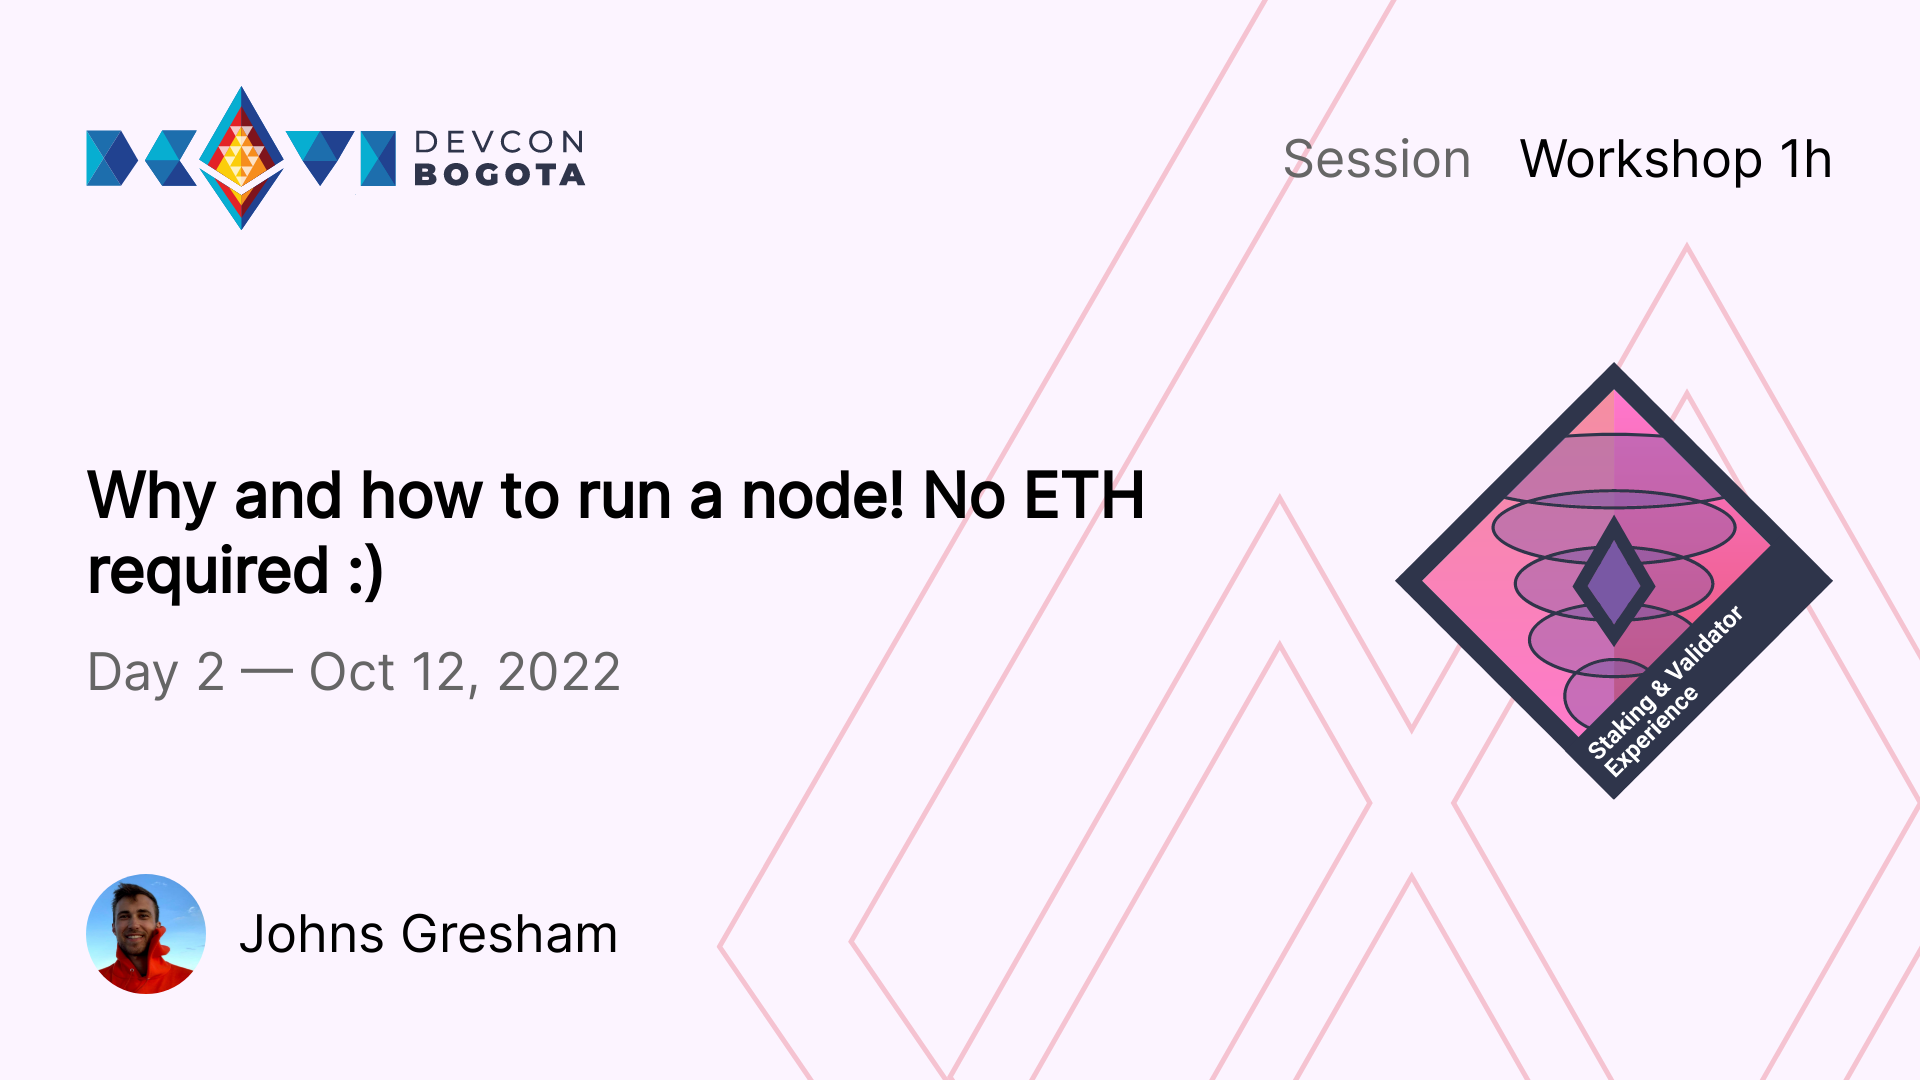 DEVCON
BOGOTA
Session Workshop 1h
Why and how to run a node! No ETH
required :)
Day 2 — Oct 12, 2022
Staking & Validator
Experience
Johns Gresham